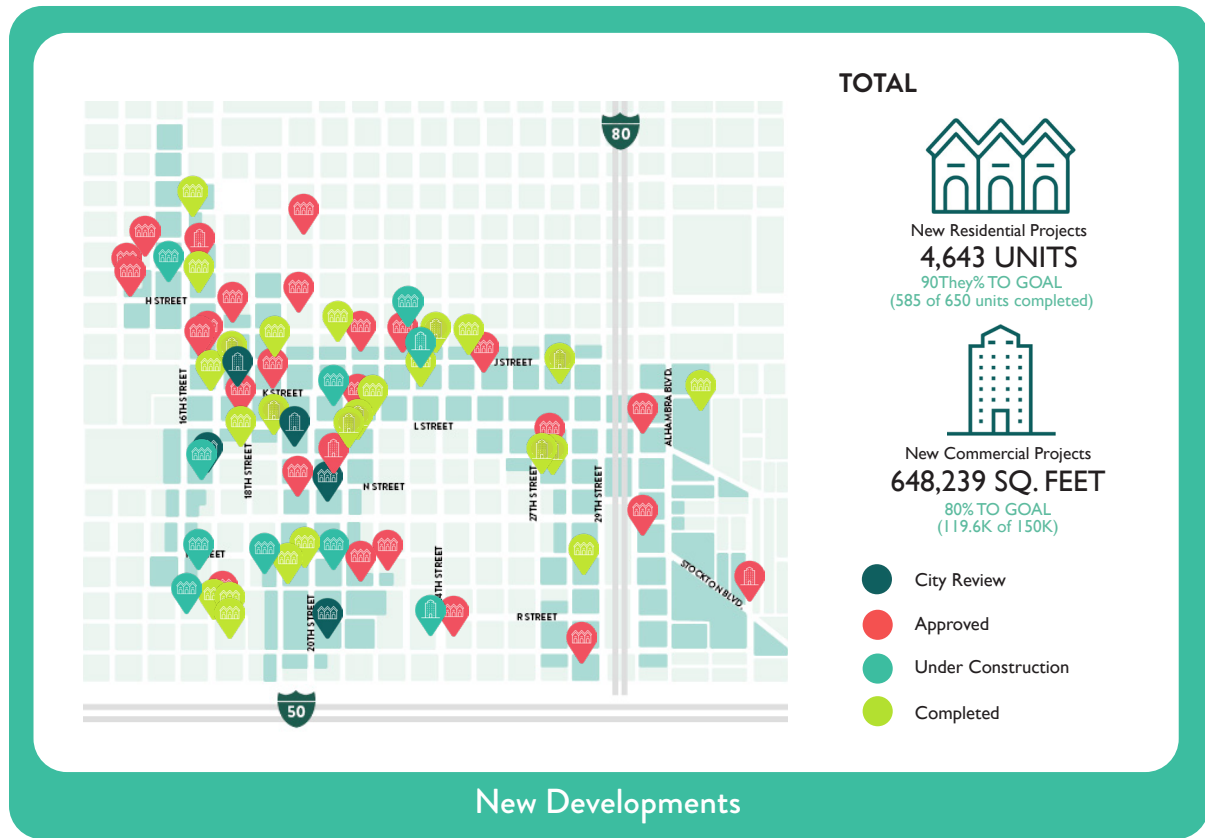 TOTAL
80
New Residential Projects
4,643 UNITS
90They% TO GOAL
(585 of 650 units completed)
H STREET
J STREET
16TH STREET
K STREET
ALHAMBRA BLVD.
L STREET
New Commercial Projects
648,239 SQ. FEET
80% TO GOAL
(119.6K of 150K)
18TH STREET
N STREET
27TH STREET
29TH STREET
STREET
4TH STREET
STOCKTON BLVD.
20TH STREET
R STREET
City Review
Approved
Under Construction
Completed
50
New Developments